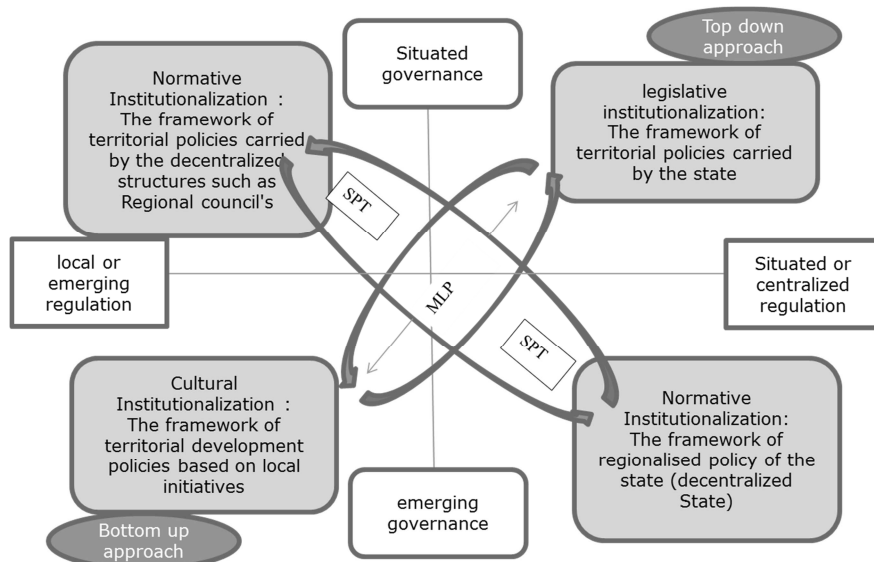 Top down
approach
Situated
governance
Normative
Institutionalization :
The framework of
territorial policies carried
by the decentralized
structures such as
Regional council's
legislative
institutionalization:
The framework of
territorial policies carried
by the state
SPT
local or
emerging
regulation
Situated or
centralized
regulation
MLP
SPT
Cultural
Institutionalization :
The framework of
territorial development
policies based on local
initiatives
Normative
Institutionalization:
The framework of
regionalised policy of the
state (decentralized
State)
emerging
governance
Bottom up
approach